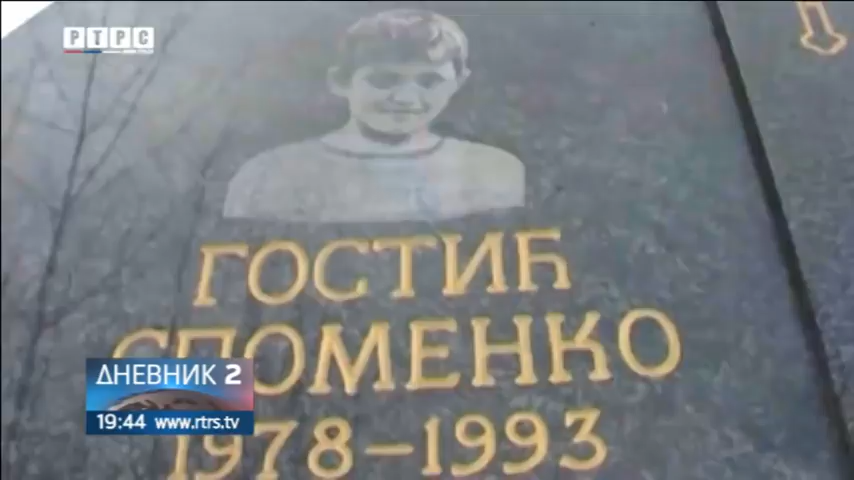 РТРС
ГОСТИЋ
СПОМЕНКО
1978-1993
ДНЕВНИК 2
19:44 www.rtrs.tv